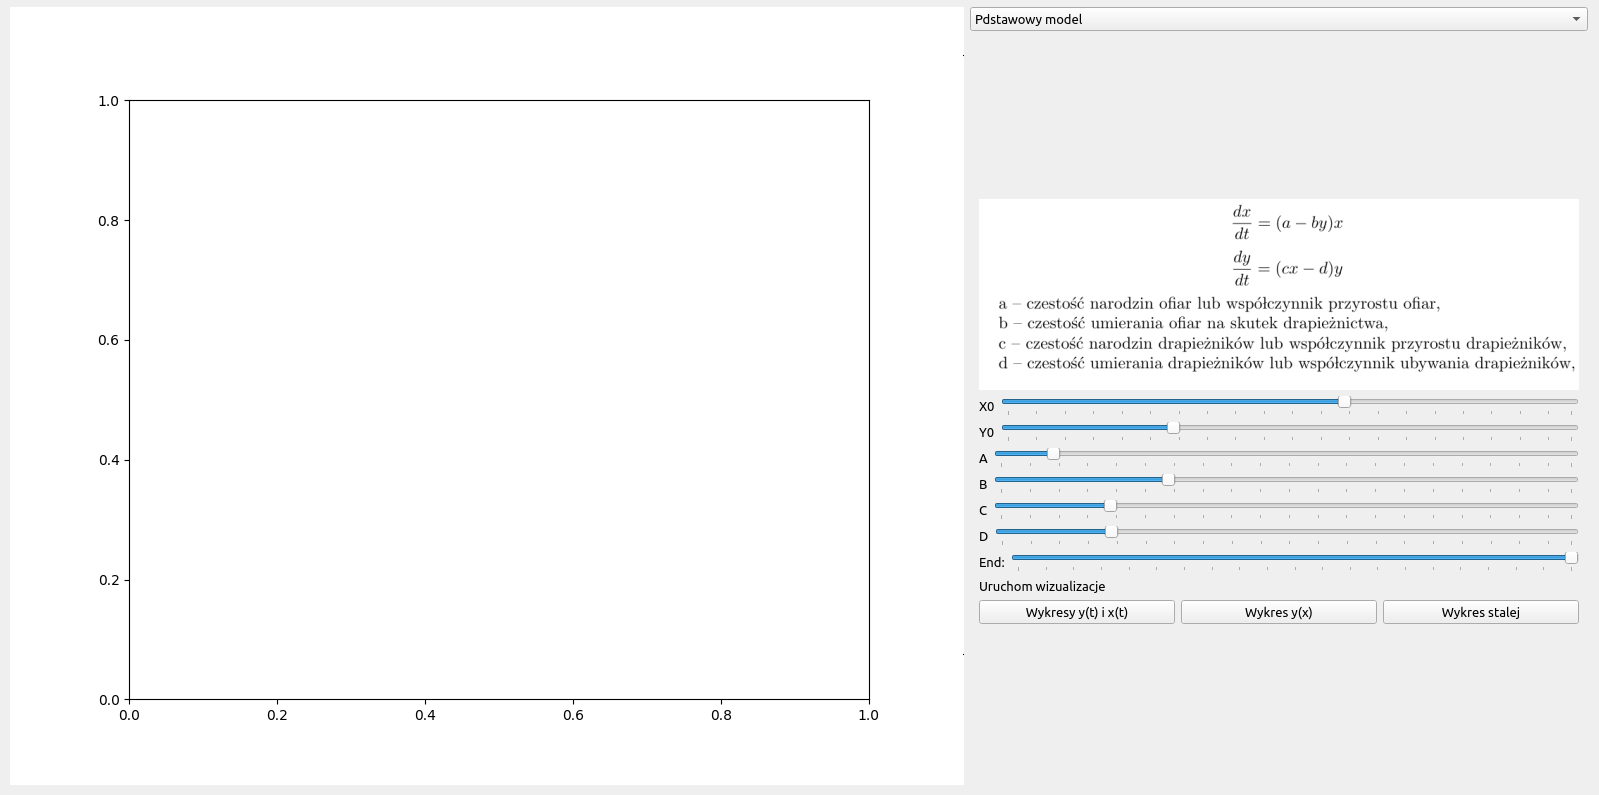 Pdstawowy model
1.0
0.8
0.6
0.4
0.2
0.0
0.0 0.2 0.4 0.6 0.8 1.0
dx/dt = (a − by)x
dy/dt = (cx − d)y
a – czestość narodzin ofiar lub współczynnik przyrostu ofiar,
b – czestość umierania ofiar na skutek drapieżnictwa,
c – czestość narodzin drapieżników lub współczynnik przyrostu drapieżników,
d – czestość umierania drapieżników lub współczynnik ubywania drapieżników,
X0
Y0
A
B
C
D
End:
Uruchom wizualizacje
Wykresy y(t) i x(t) Wykres y(x) Wykres stalej